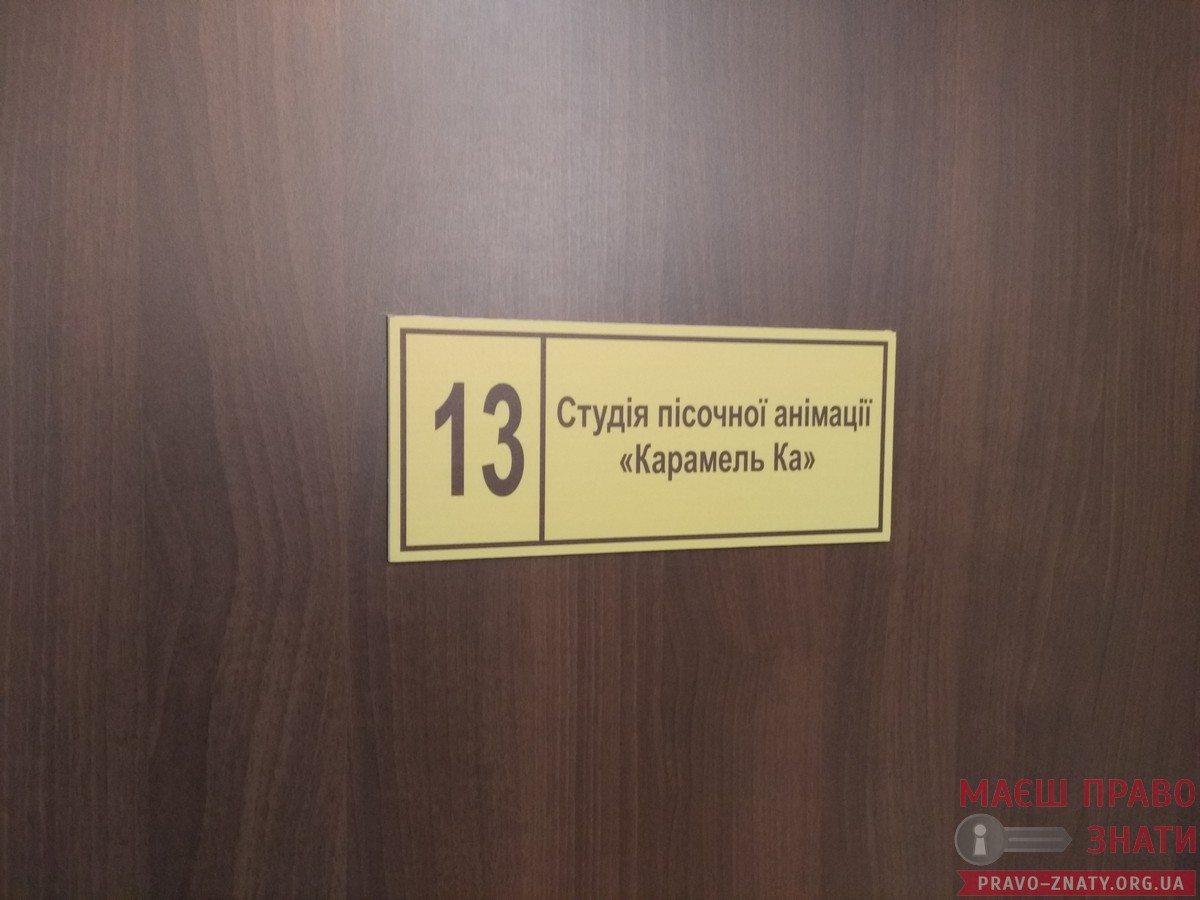 13
Студія пісочної анімації
«Карамель Ка»
МАЄШ ПРАВО
ЗНАТИ
PRAVO-ZNATY.ORG.UA